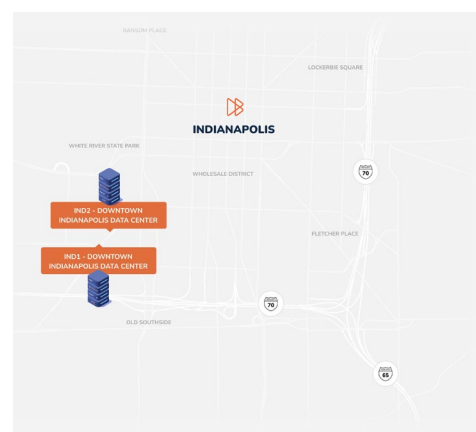 RANSOM PLACE
LOCKERBIE SQUARE
INDIANAPOLIS
WHITE RIVER STATE PARK
WHOLESALE DISTRICT
70
IND2 - DOWNTOWN
INDIANAPOLIS DATA CENTER
FLETCHER PLACE
IND1 - DOWNTOWN
INDIANAPOLIS DATA CENTER
70
OLD SOUTHSIDE
65